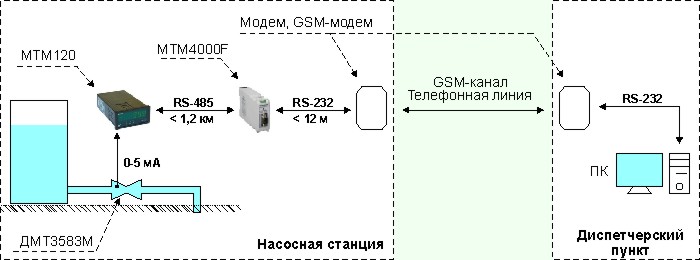 Модем, GSM-модем
МТМ4000F
МТМ120
GSM-канал
Телефонная линия
RS-485
< 1,2 км
RS-232
< 12 м
RS-232
0-5 мА
ПК
ДМТ3583М
Насосная станция
Диспетчерский
пункт